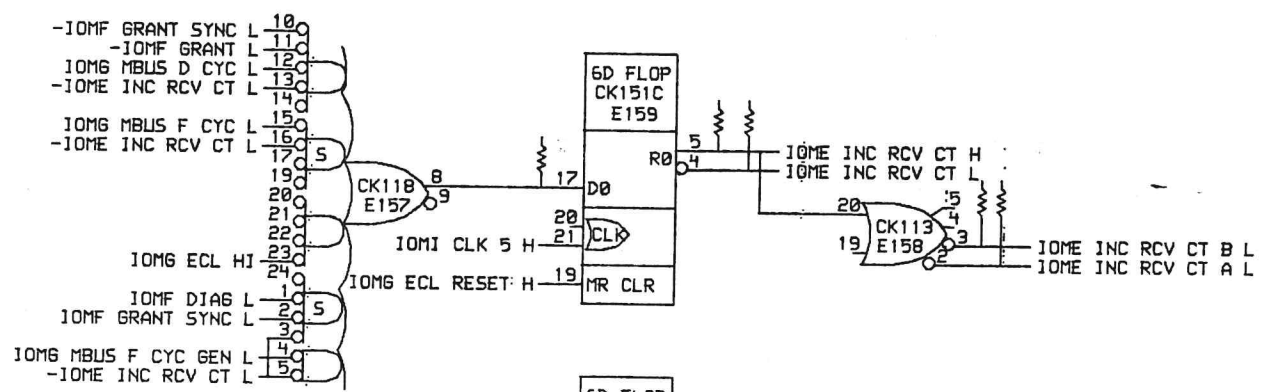 -IOMF GRANT SYNC L 10
-IOMF GRANT L 11
IOMG MBUS D CYC L 12
-IOME INC RCV CT L 13
14
IOMG MBUS F CYC L 15
-IOME INC RCV CT L 16
17 S
19
20
21
22
IOMG ECL HI 23
24
IOMF DIAG L 1
IOMF GRANT SYNC L 2 S
3
IOMG MBUS F CYC GEN L 4
-IOME INC RCV CT L 5
CK118 8
E157 9
6D FLOP
CK151C
E159
17 D0
R0 5
4
20
IOMI CLK 5 H 21 CLK
IOMG ECL RESET H 19 MR CLR
IOME INC RCV CT H
IOME INC RCV CT L
20
19
CK113
E158
5
4
3
2
IOME INC RCV CT B L
IOME INC RCV CT A L
6D FLOP